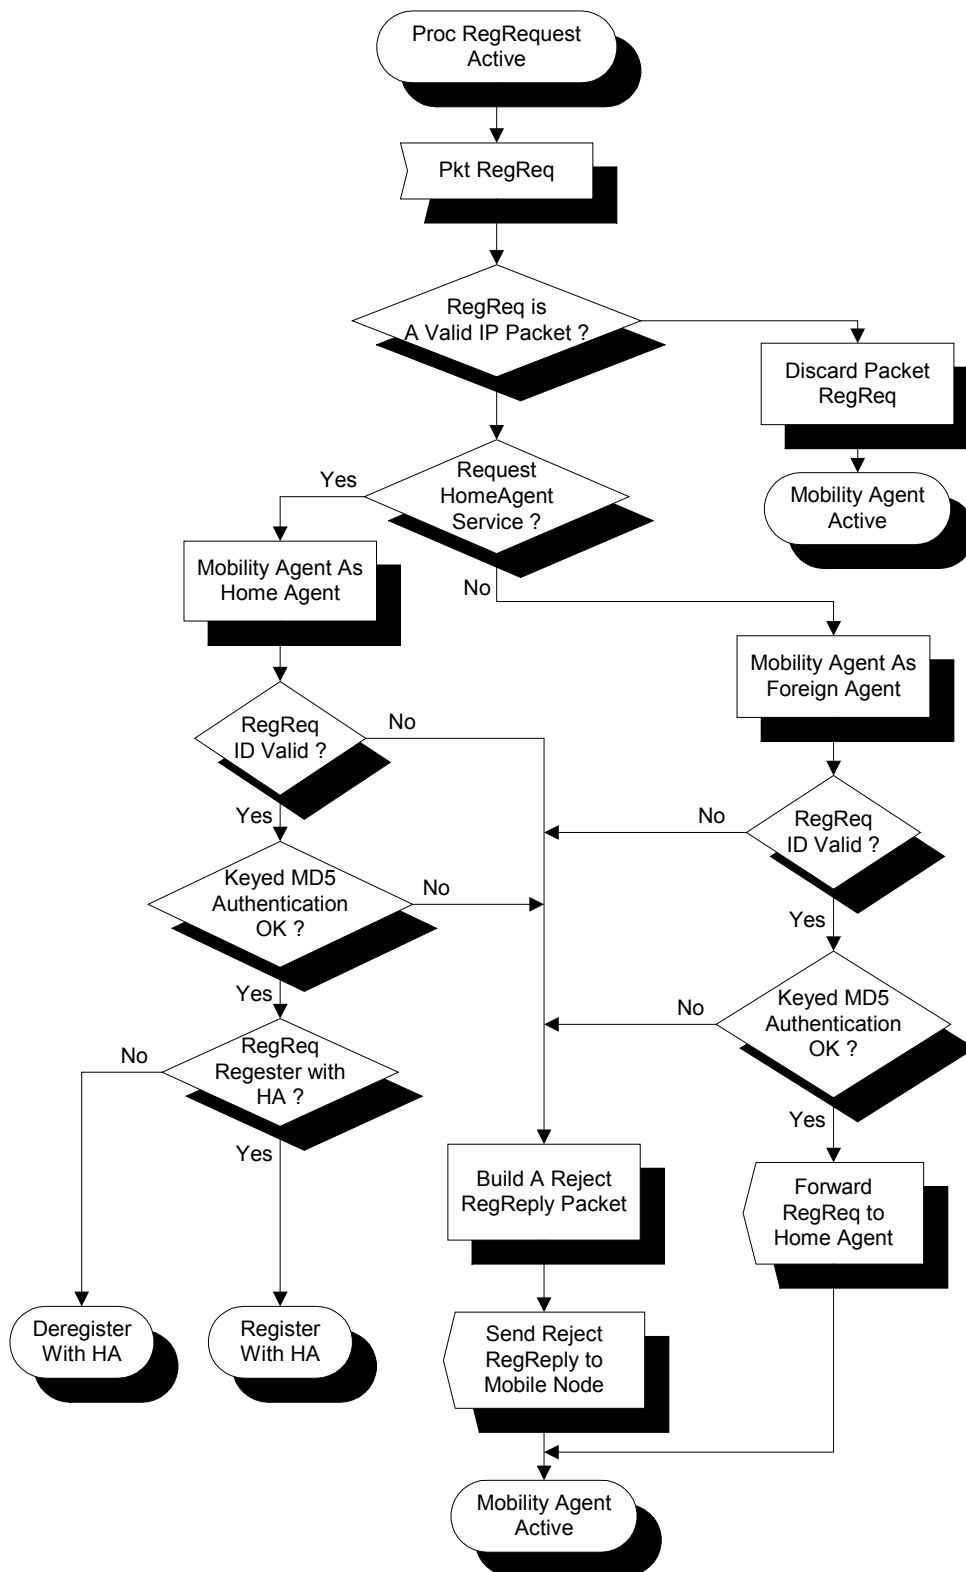 Proc RegRequest
Active
Pkt RegReq
RegReq is
A Valid IP Packet ?
Discard Packet
RegReq
Mobility Agent
Active
Request
HomeAgent
Service ?
Yes
No
Mobility Agent As
Home Agent
Mobility Agent As
Foreign Agent
RegReq
ID Valid ?
No
Yes
RegReq
ID Valid ?
No
Yes
Keyed MD5
Authentication
OK ?
No
Yes
Keyed MD5
Authentication
OK ?
No
Yes
RegReq
Regester with
HA ?
No
Yes
Build A Reject
RegReply Packet
Forward
RegReq to
Home Agent
Deregister
With HA
Register
With HA
Send Reject
RegReply to
Mobile Node
Mobility Agent
Active